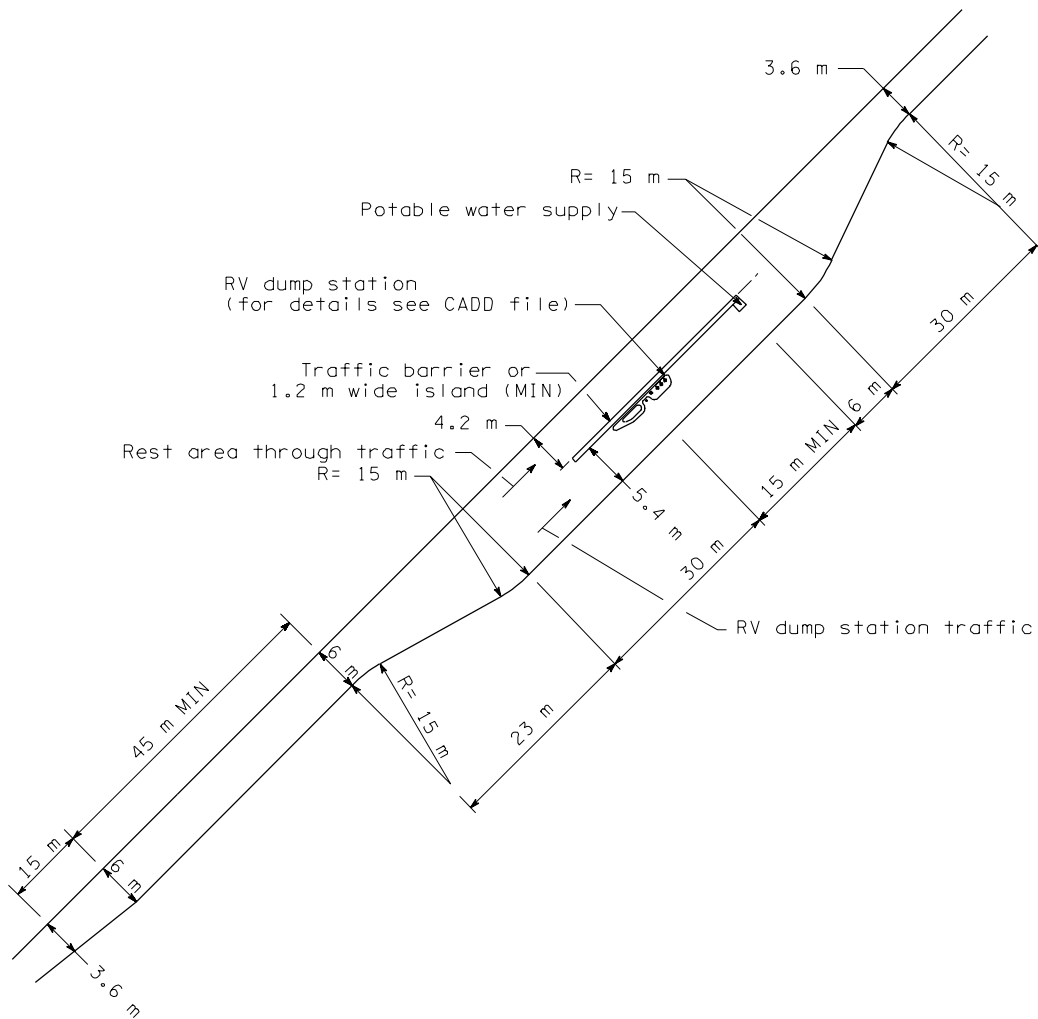 3.6 m
R= 15 m
R= 15 m
Potable water supply
RV dump station
(for details see CADD file)
30 m
Traffic barrier or
1.2 m wide island (MIN)
6 m
4.2 m
15 m MIN
Rest area through traffic
R= 15 m
5.4 m
30 m
RV dump station traffic
6 m
R= 15 m
23 m
45 m MIN
15 m
6 m
3.6 m